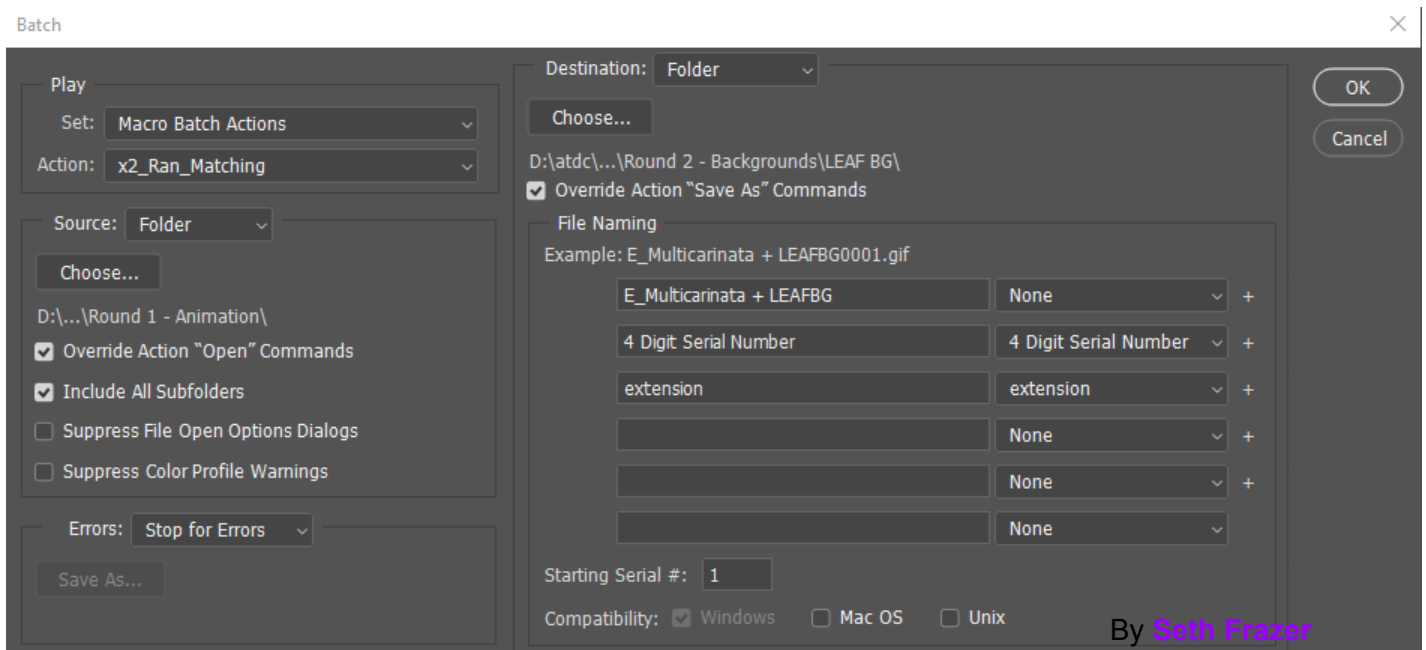 Batch
Play
Set: Macro Batch Actions
Action: x2_Ran_Matching
Source: Folder
Choose...
D:\...\Round 1 - Animation\
Override Action "Open" Commands
Include All Subfolders
Suppress File Open Options Dialogs
Suppress Color Profile Warnings
Errors: Stop for Errors
Save As...
Destination: Folder
Choose...
D:\atdc\...\Round 2 - Backgrounds\LEAF BG\
Override Action "Save As" Commands
File Naming
Example: E_Multicarinata + LEAFBG0001.gif
E_Multicarinata + LEAFBG None +
4 Digit Serial Number 4 Digit Serial Number +
extension extension +
None +
None +
None
Starting Serial #: 1
Compatibility: Windows Mac OS Unix
OK
Cancel
By Seth Frazer